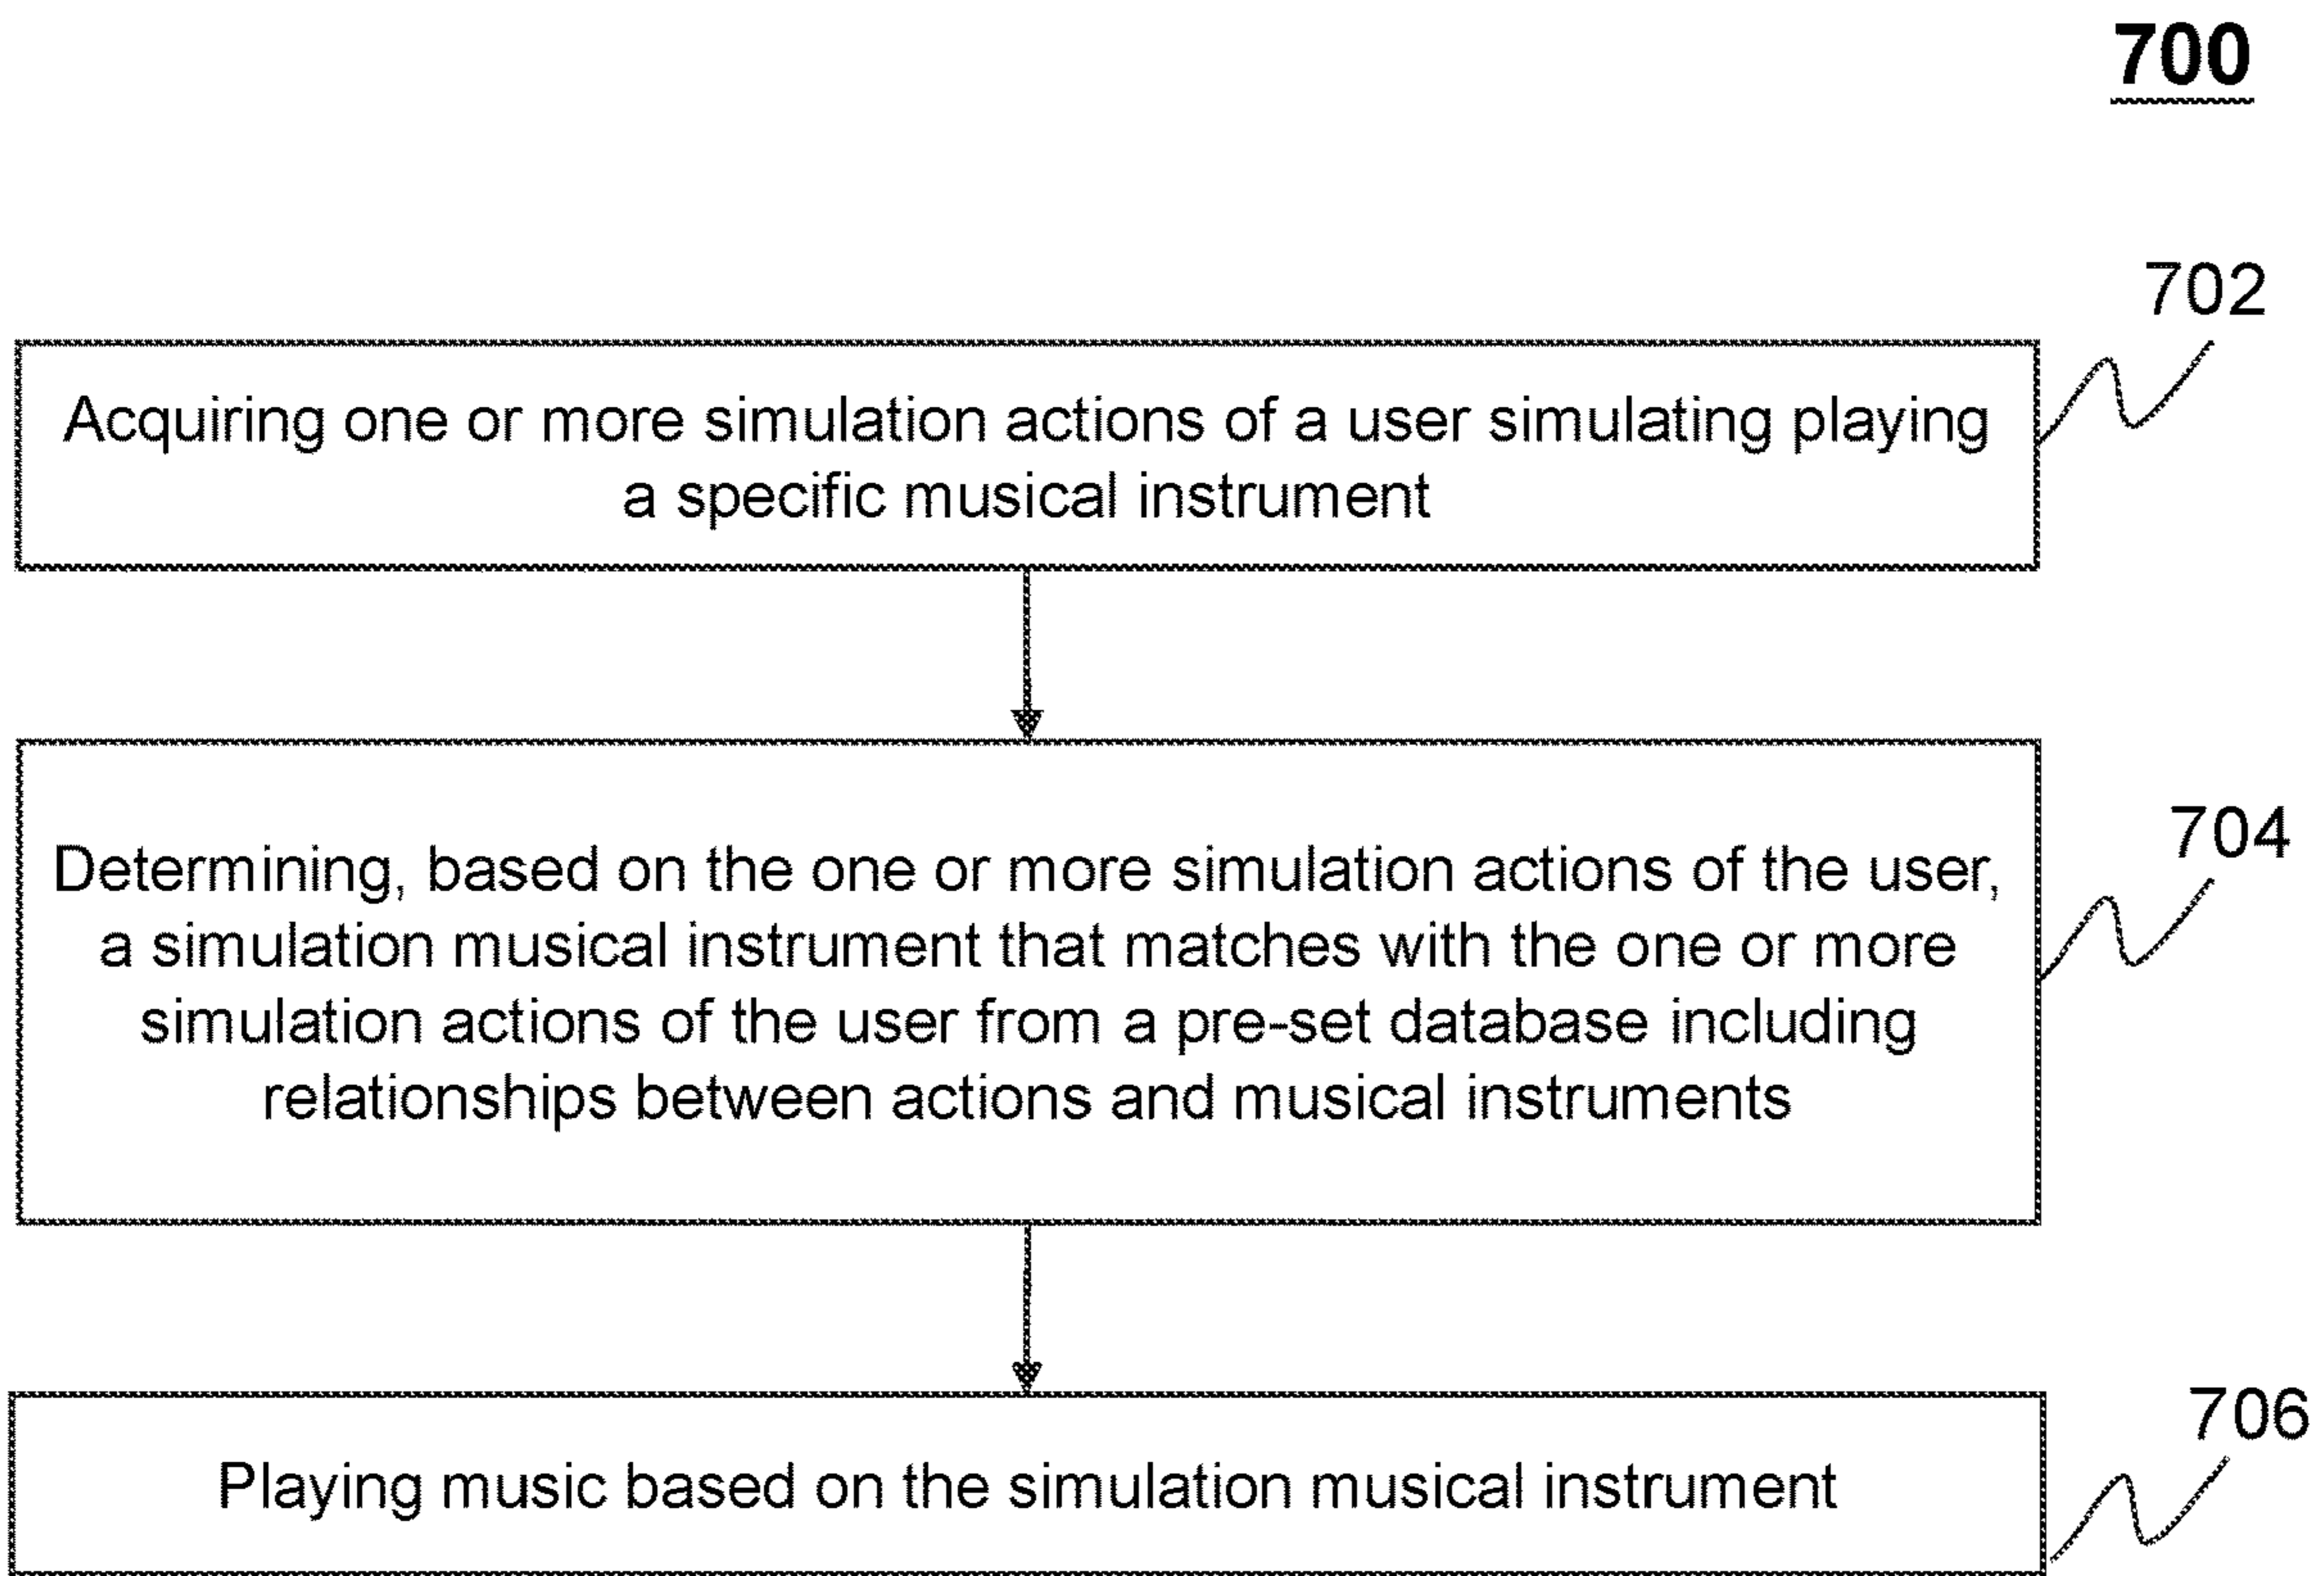 700
702
Acquiring one or more simulation actions of a user simulating playing
a specific musical instrument
704
Determining, based on the one or more simulation actions of the user,
a simulation musical instrument that matches with the one or more
simulation actions of the user from a pre-set database including
relationships between actions and musical instruments
706
Playing music based on the simulation musical instrument